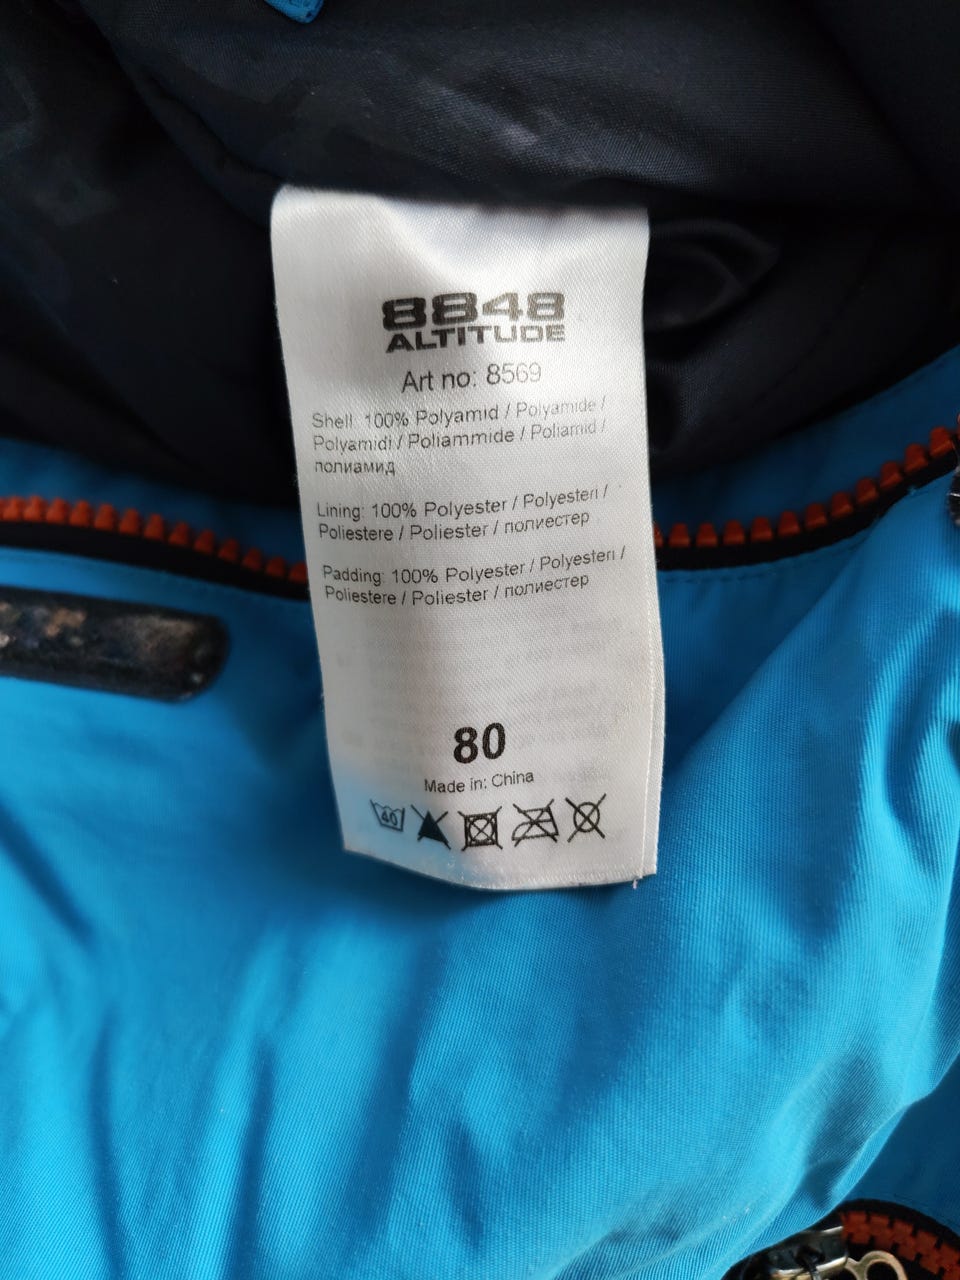 8848
ALTITUDE
Art no: 8569
Shell: 100% Polyamid / Polyamide /
Polyamidi / Poliammide / Poliamid /
полиамид
Lining: 100% Polyester / Polyesteri /
Poliestere / Poliester / полиестер
Padding: 100% Polyester / Polyesteri /
Poliestere / Poliester / полиестер
80
Made in: China
40